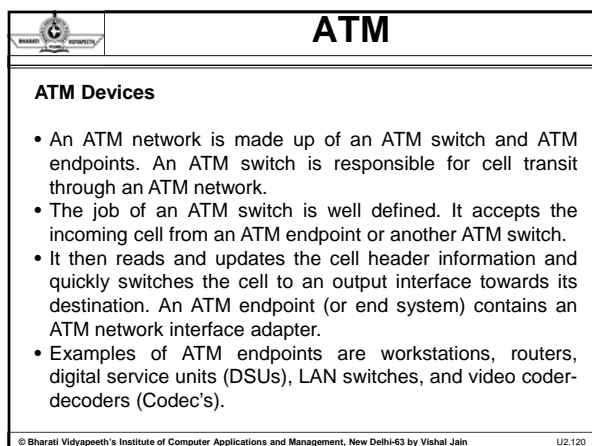 BHARATI
VIDYAPEETH
PUNE
ATM
ATM Devices
• An ATM network is made up of an ATM switch and ATM
endpoints. An ATM switch is responsible for cell transit
through an ATM network.
• The job of an ATM switch is well defined. It accepts the
incoming cell from an ATM endpoint or another ATM switch.
• It then reads and updates the cell header information and
quickly switches the cell to an output interface towards its
destination. An ATM endpoint (or end system) contains an
ATM network interface adapter.
• Examples of ATM endpoints are workstations, routers,
digital service units (DSUs), LAN switches, and video coder-
decoders (Codec's).
© Bharati Vidyapeeth's Institute of Computer Applications and Management, New Delhi-63 by Vishal Jain
U2.120